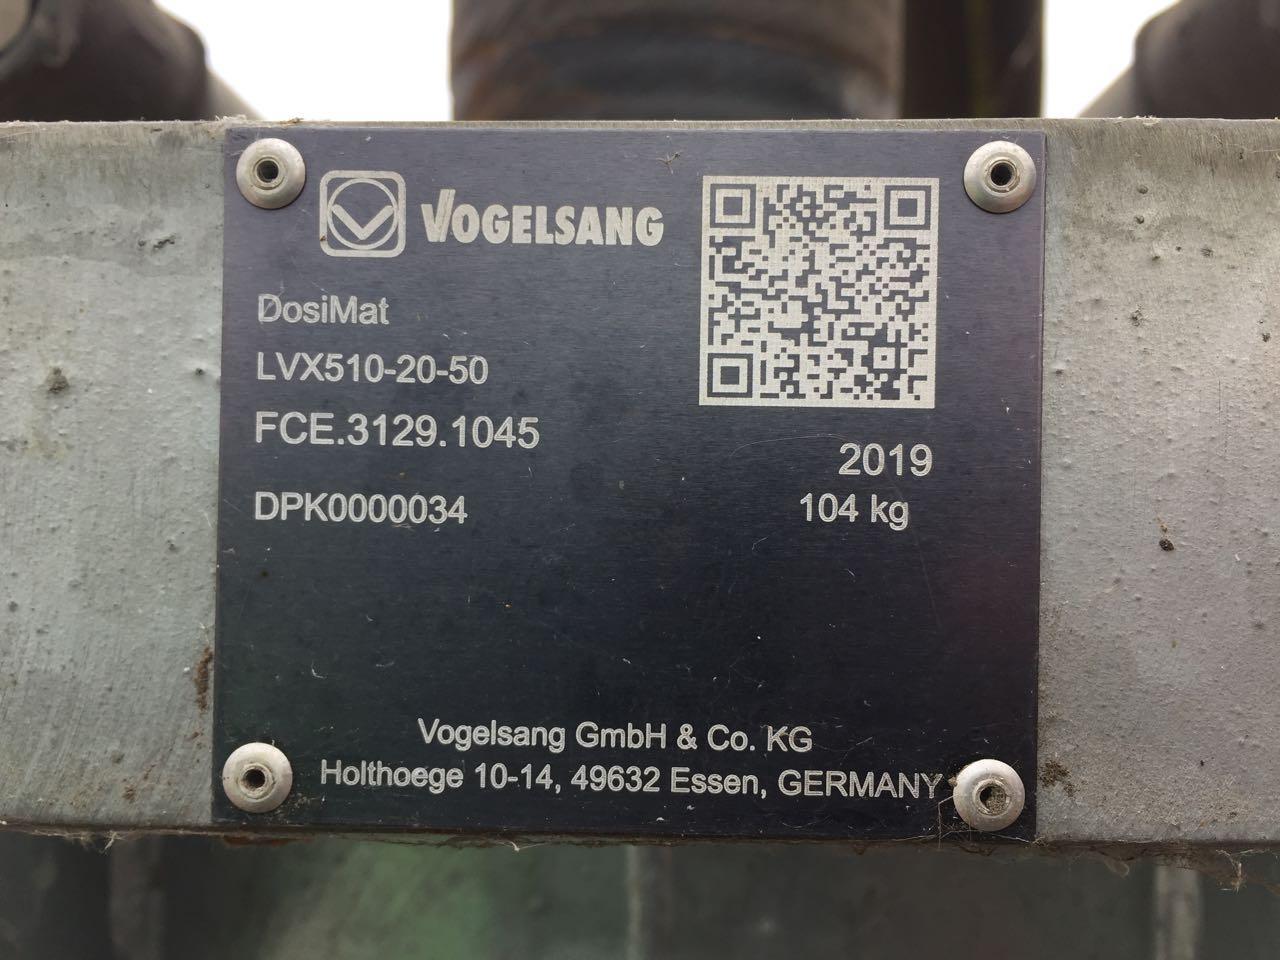 VOGELSANG
DosiMat
LVX510-20-50
FCE.3129.1045
2019
DPK0000034
104 kg
Vogelsang GmbH & Co. KG
Holthoege 10-14, 49632 Essen, GERMANY